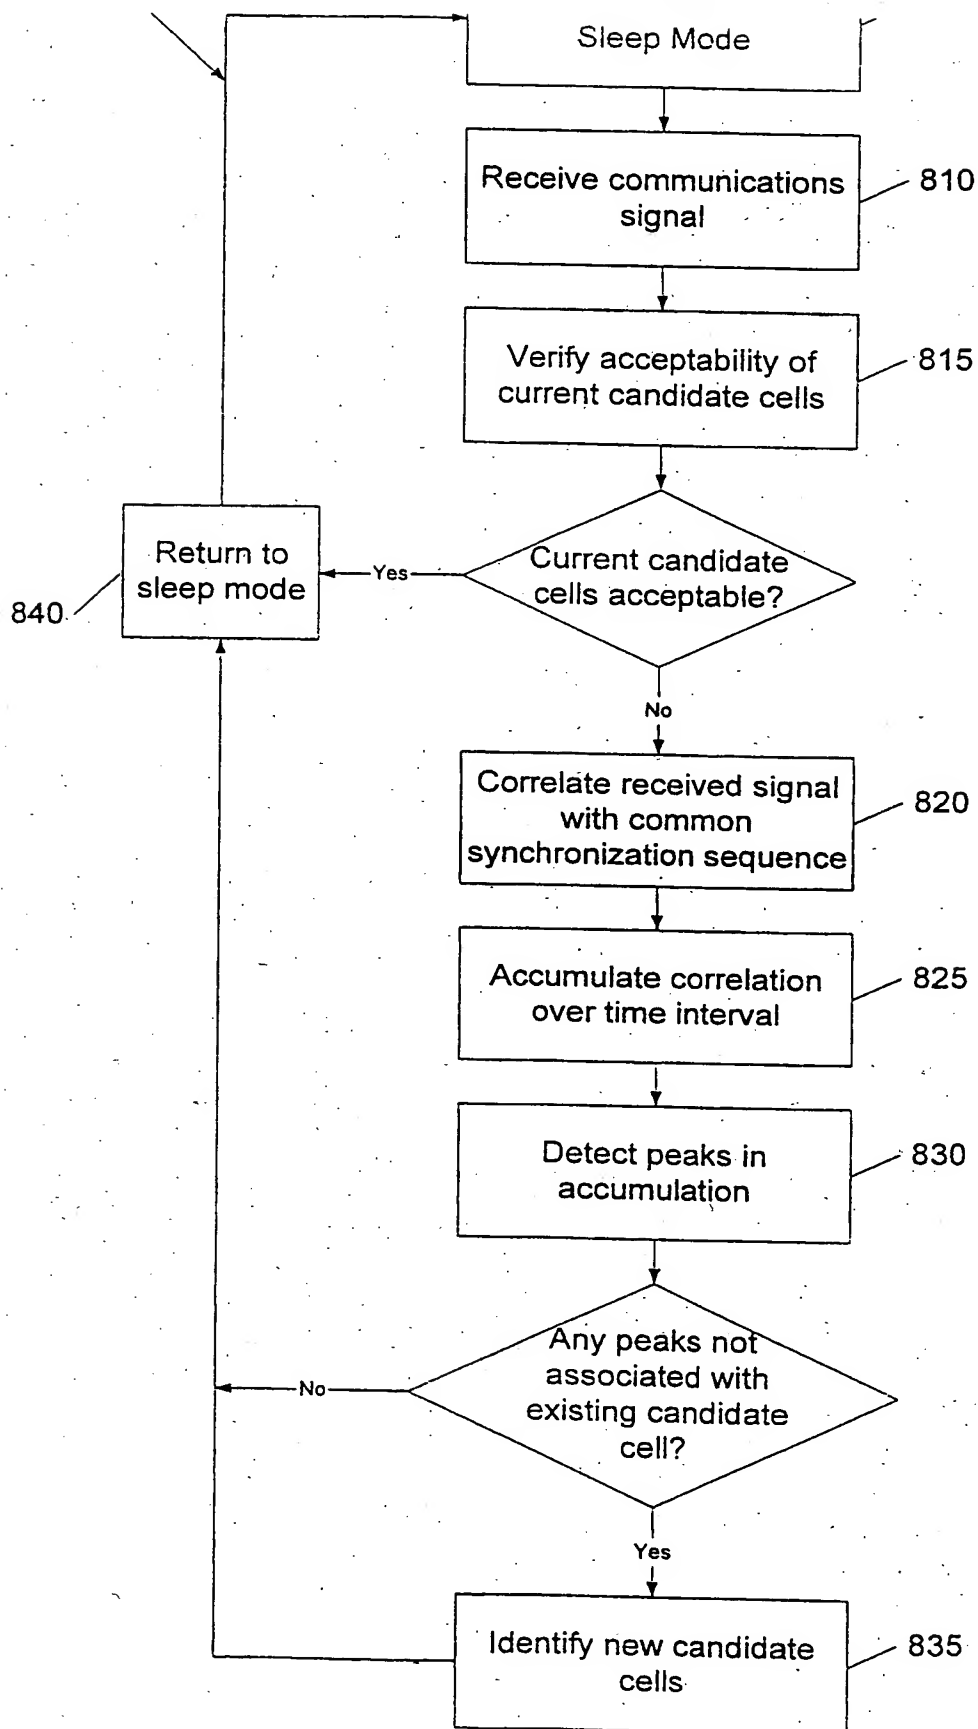 Sleep Mode
Receive communications
signal
810
Verify acceptability of
current candidate cells
815
Current candidate
cells acceptable?
Yes
Return to
sleep mode
840
No
Correlate received signal
with common
synchronization sequence
820
Accumulate correlation
over time interval
825
Detect peaks in
accumulation
830
Any peaks not
associated with
existing candidate
cell?
No
Yes
Identify new candidate
cells
835